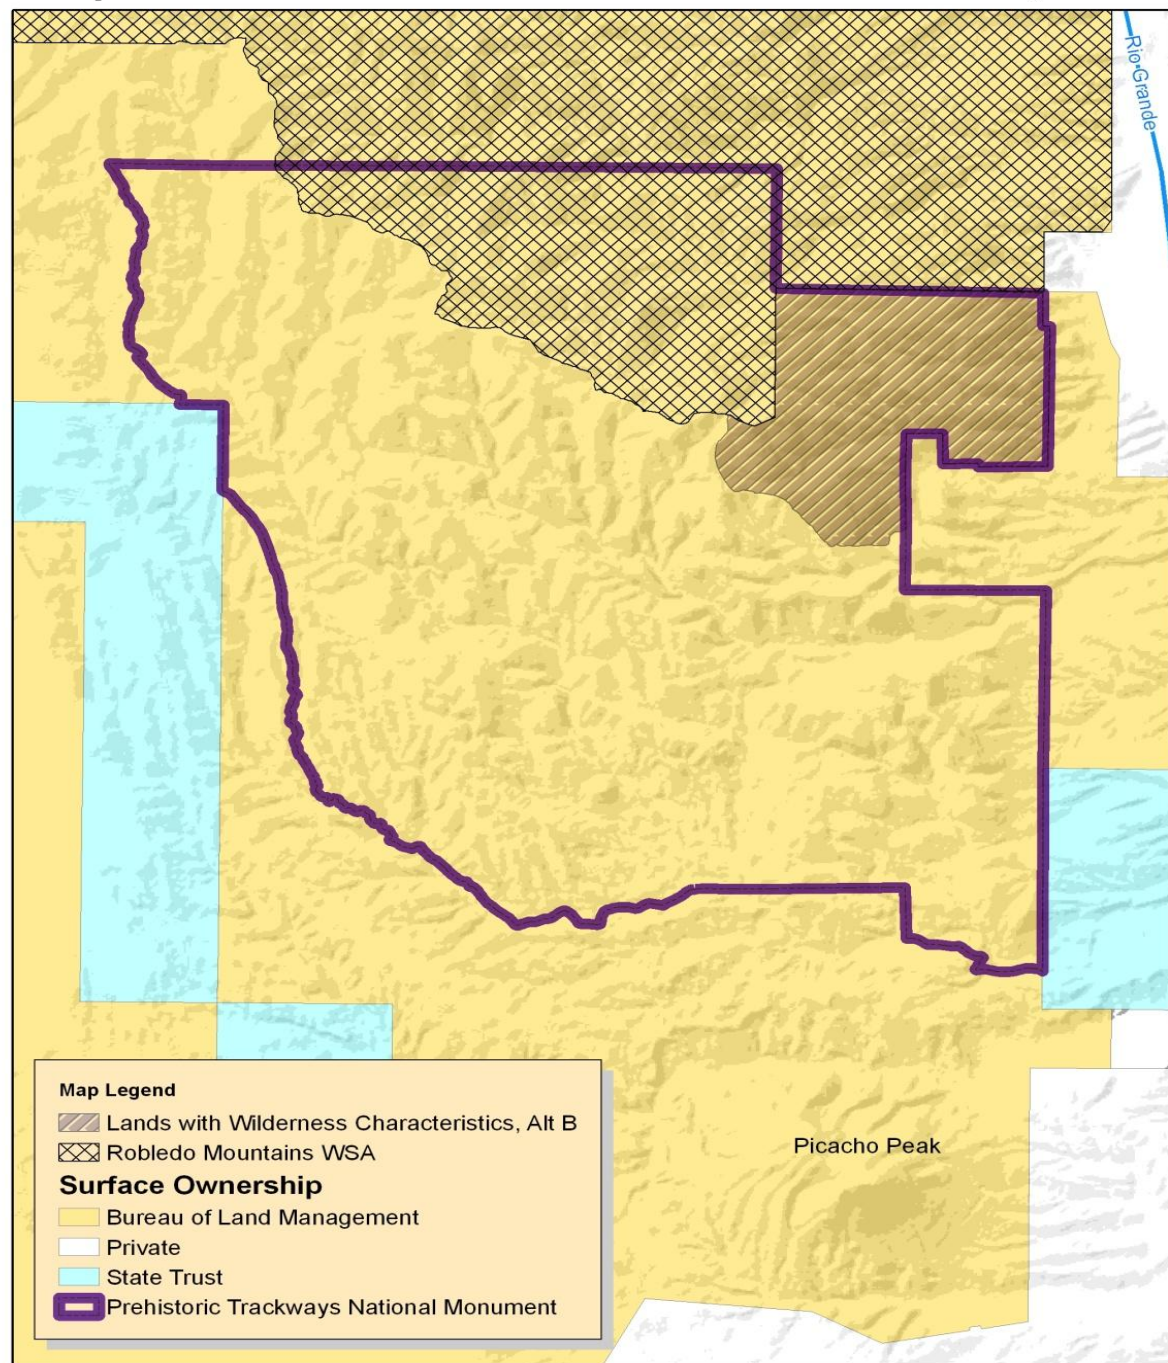 Rio Grande
Picacho Peak
Map Legend
Lands with Wilderness Characteristics, Alt B
Robledo Mountains WSA
Surface Ownership
Bureau of Land Management
Private
State Trust
Prehistoric Trackways National Monument